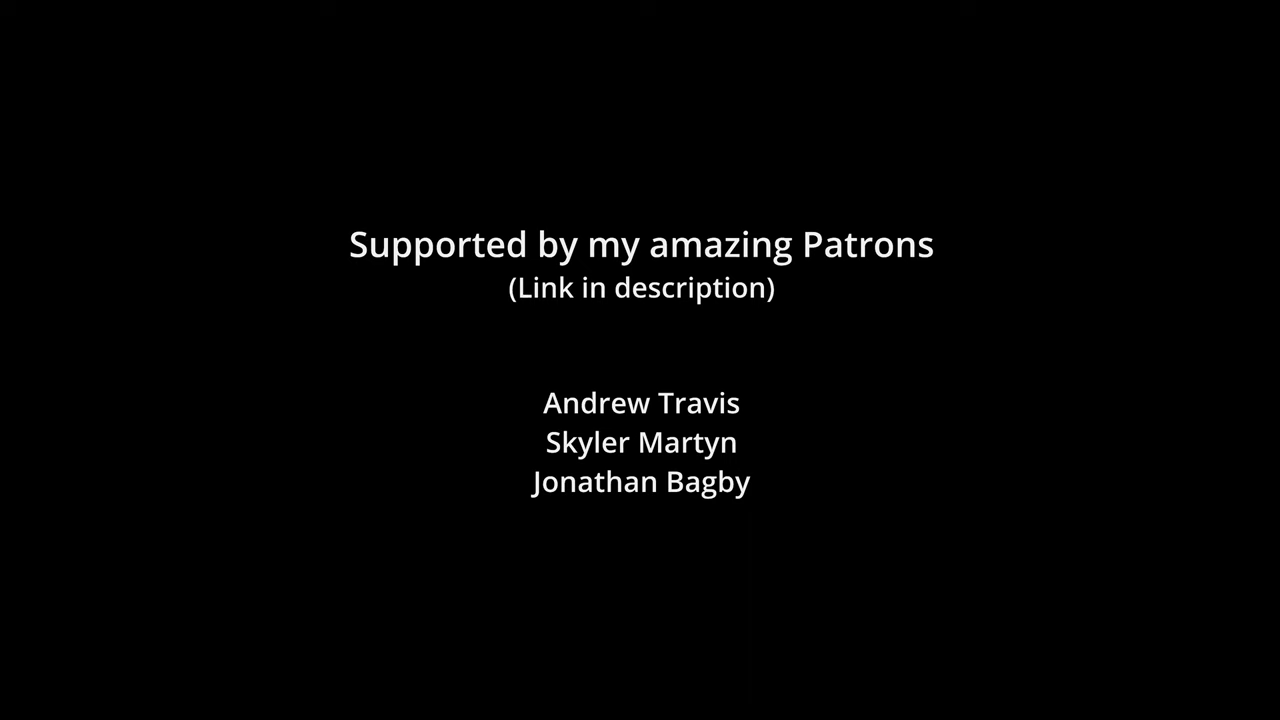 Supported by my amazing Patrons
(Link in description)
Andrew Travis
Skyler Martyn
Jonathan Bagby